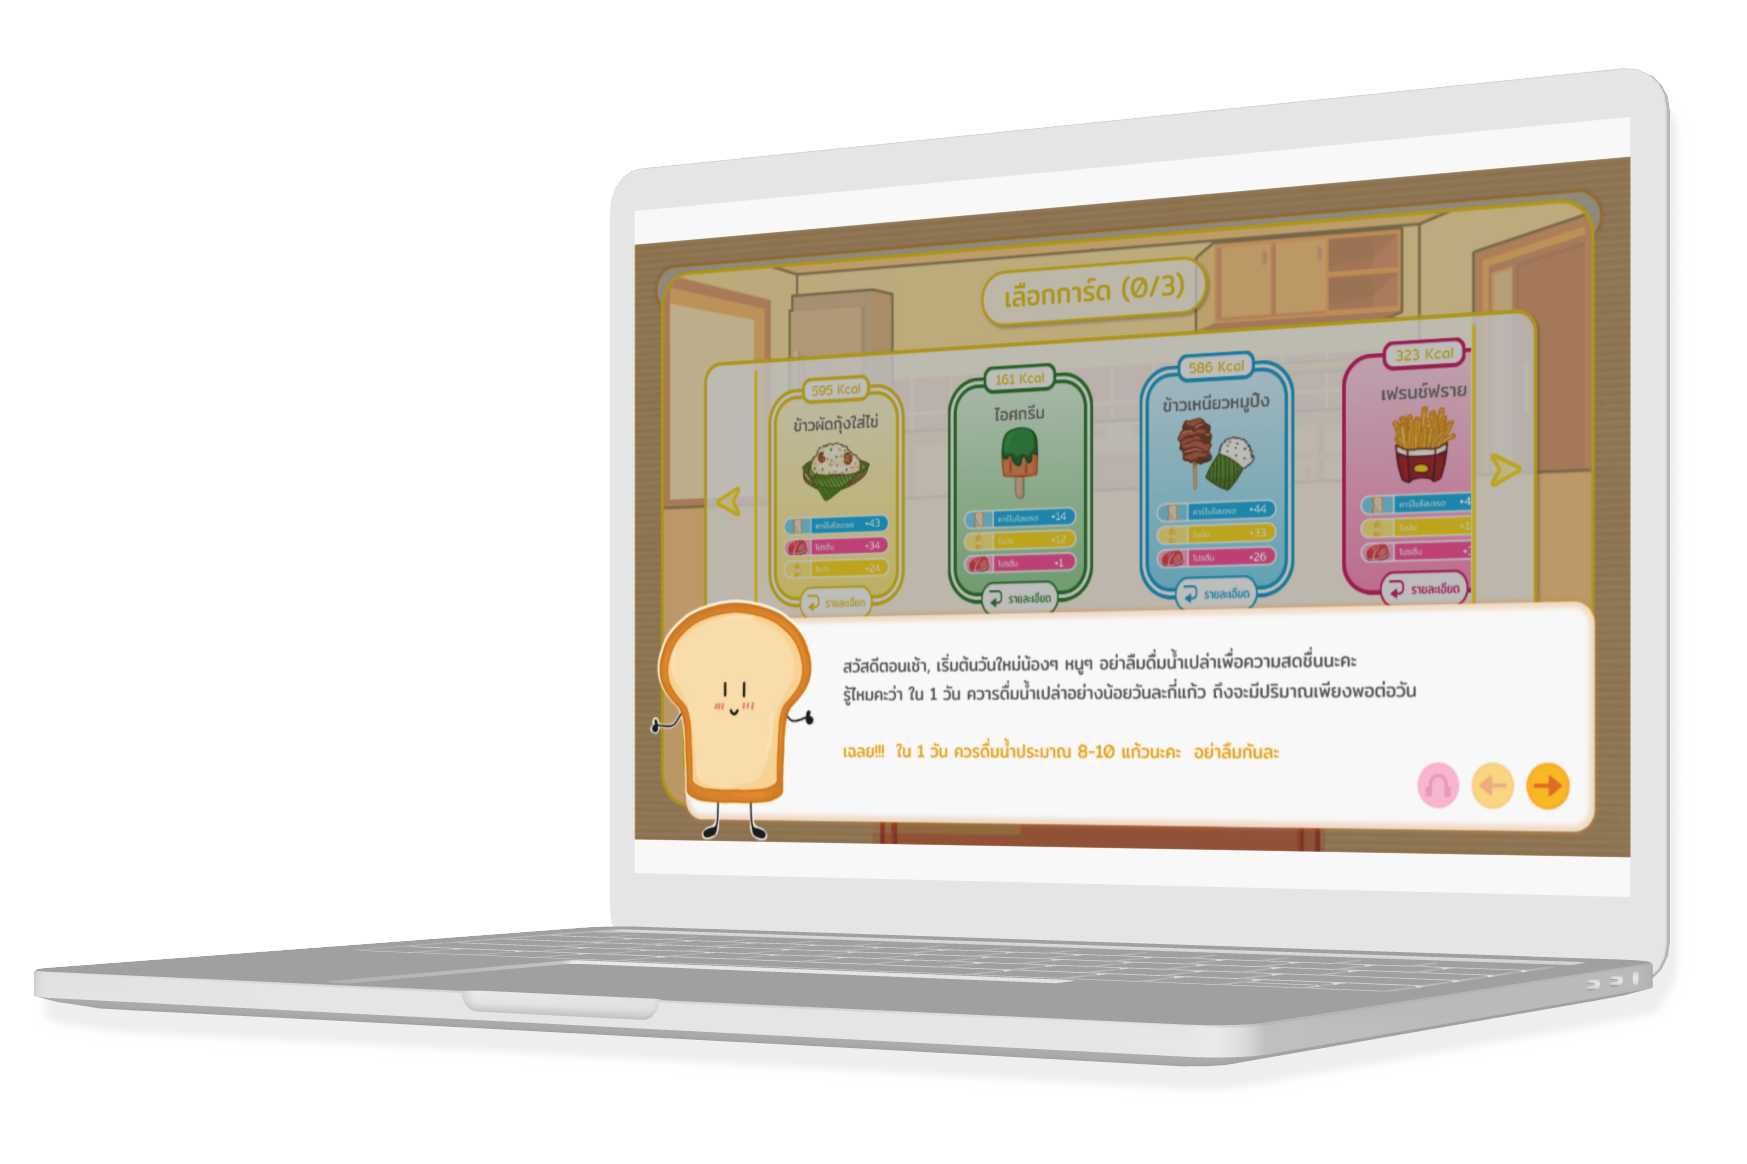 เลือกการ์ด (0/3)
595 Kcal
ข้าวผัดกุ้งใส่ไข่
คาร์โบไฮเดรต +43
โปรตีน +34
ไขมัน +24
รายละเอียด
161 Kcal
ไอศกรีม
คาร์โบไฮเดรต +14
ไขมัน +12
โปรตีน +1
รายละเอียด
586 Kcal
ข้าวเหนียวหมูปิ้ง
คาร์โบไฮเดรต +44
ไขมัน +33
โปรตีน +26
รายละเอียด
323 Kcal
เฟรนช์ฟราย
คาร์โบไฮเดรต
ไขมัน
โปรตีน
รายละเอียด
สวัสดีตอนเช้า, เริ่มต้นวันใหม่น้องๆ หนูๆ อย่าลืมดื่มน้ำเปล่าเพื่อความสดชื่นนะคะ
รู้ไหมคะว่า ใน 1 วัน ควารดื่มน้ำเปล่าอย่างน้อยวันละกี่แก้ว ถึงจะมีปริมาณเพียงพอต่อวัน
เฉลย!!! ใน 1 วัน ควรดื่มน้ำประมาณ 8-10 แก้วนะคะ อย่าลืมกันละ